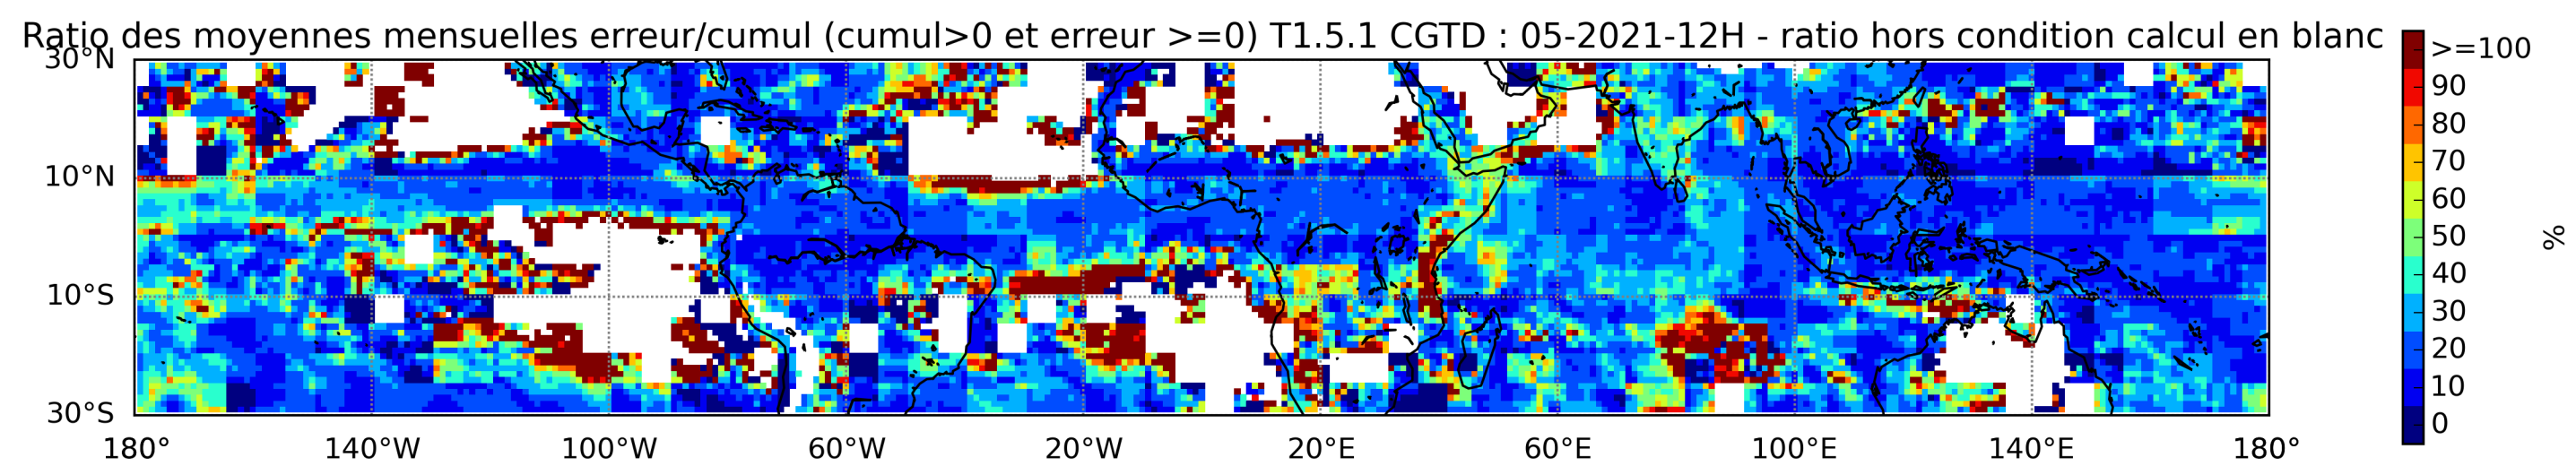 Ratio des moyennes mensuelles erreur/cumul (cumul>0 et erreur >=0) T1.5.1 CGTD : 05-2021-12H - ratio hors condition calcul en blanc
30°N
10°N
10°S
30°S
180°
140°W
100°W
60°W
20°W
20°E
60°E
100°E
140°E
180°
>=100
90
80
70
60
50
40
30
20
10
0
%